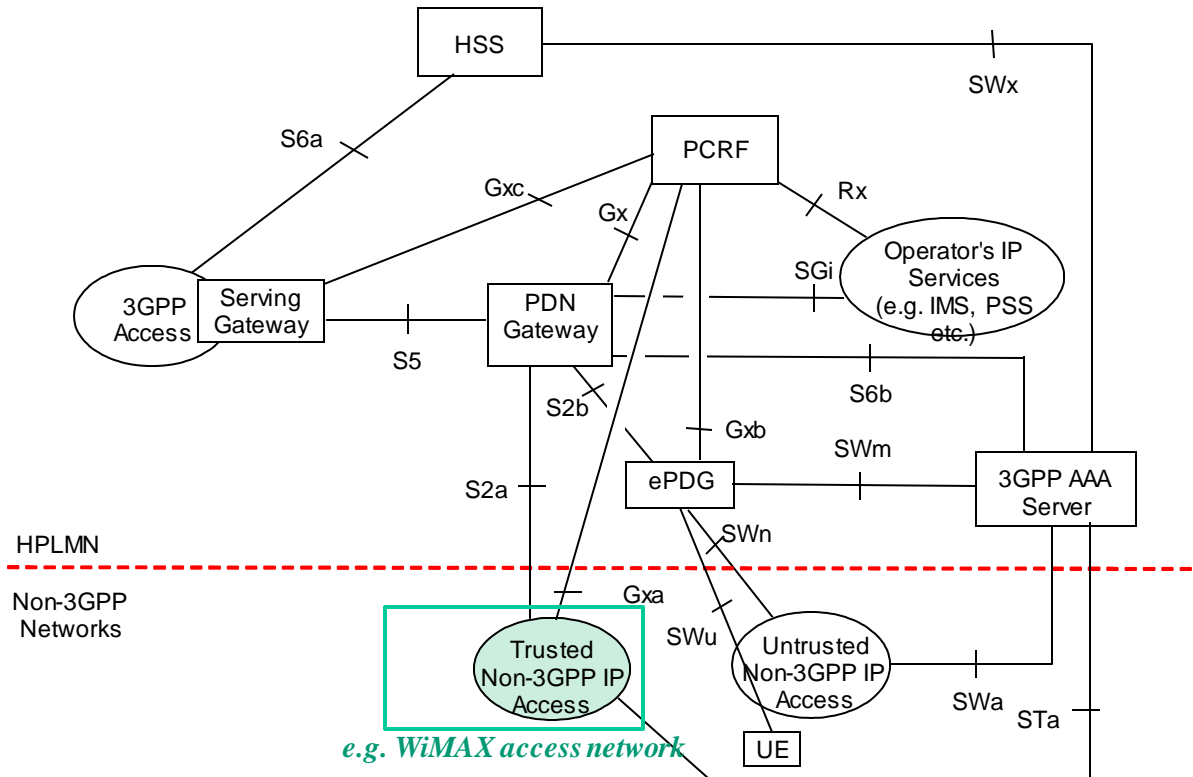 HSS
SWx
S6a
PCRF
Gxc
Gx
Rx
Operator's IP
Services
(e.g. IMS, PSS
etc.)
SGi
3GPP
Access
Serving
Gateway
PDN
Gateway
S5
S2b
S6b
Gxb
SWm
S2a
ePDG
3GPP AAA
Server
SWn
HPLMN
Non-3GPP
Networks
Gxa
SWu
Trusted
Non-3GPP IP
Access
Untrusted
Non-3GPP IP
Access
SWa
STa
e.g. WiMAX access network
UE